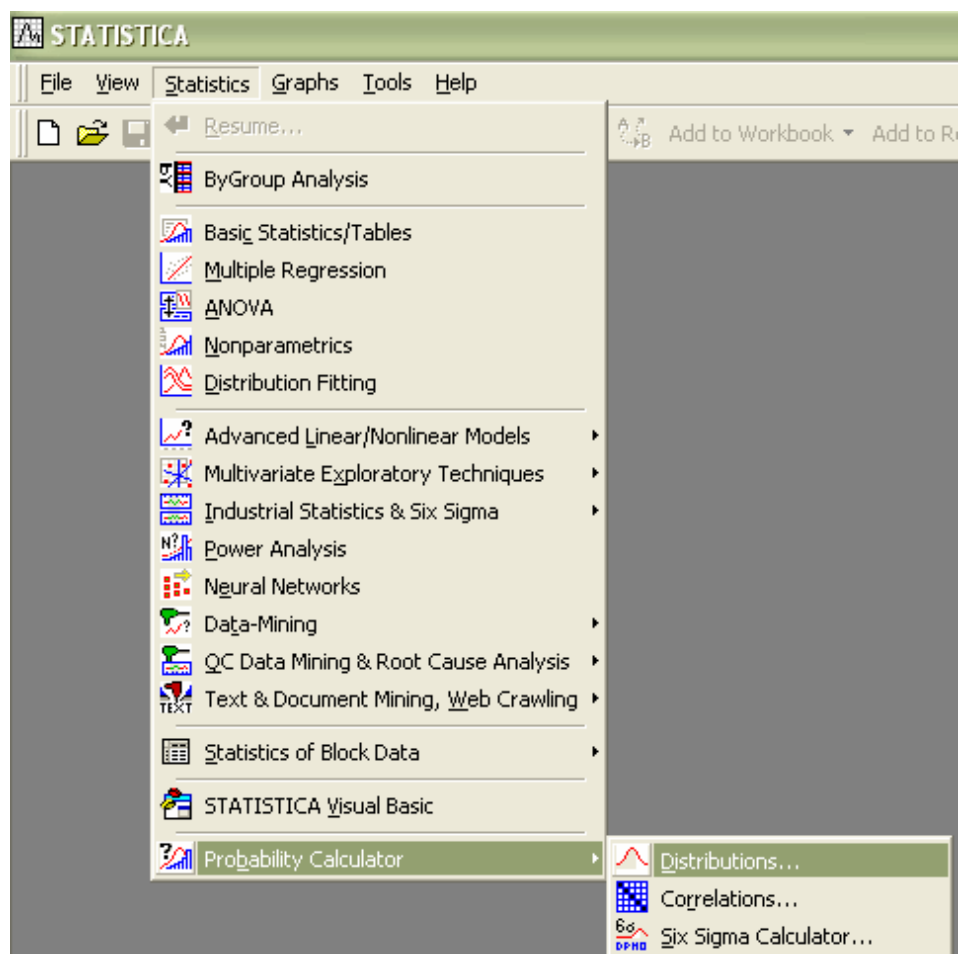 STATISTICA
File View Statistics Graphs Tools Help
Resume...
Add to Workbook Add to R
ByGroup Analysis
Basic Statistics/Tables
Multiple Regression
ANOVA
Nonparametrics
Distribution Fitting
Advanced Linear/Nonlinear Models
Multivariate Exploratory Techniques
Industrial Statistics & Six Sigma
Power Analysis
Neural Networks
Data-Mining
QC Data Mining & Root Cause Analysis
Text & Document Mining, Web Crawling
Statistics of Block Data
STATISTICA Visual Basic
Probability Calculator
Distributions...
Correlations...
Six Sigma Calculator...